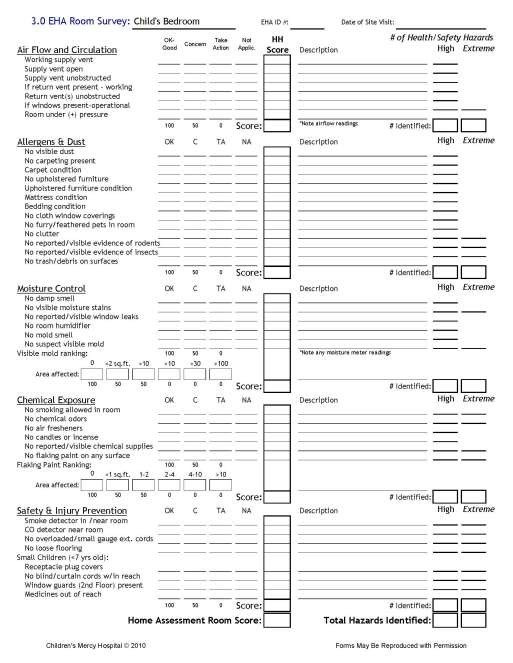 3.0 EHA Room Survey: Child's Bedroom EHA ID #: Date of Site Visit:
OK- Good Concern Take Action Not Applic. HH Score Description # of Health/Safety Hazards High Extreme
Air Flow and Circulation
Working supply vent
Supply vent open
Supply vent unobstructed
If return vent present - working
Return vent(s) unobstructed
If windows present-operational
Room under (+) pressure
100 50 0 Score: *Note airflow readings # Identified:
Allergens & Dust OK C TA NA Description High Extreme
No visible dust
No carpeting present
Carpet condition
No upholstered furniture
Upholstered furniture condition
Mattress condition
Bedding condition
No cloth window coverings
No furry/feathered pets in room
No clutter
No reported/visible evidence of rodents
No reported/visible evidence of insects
No trash/debris on surfaces
100 50 0 Score: # Identified:
Moisture Control OK C TA NA Description High Extreme
No damp smell
No visible moisture stains
No reported/visible window leaks
No room humidifier
No mold smell
No suspect visible mold
Visible mold ranking: 100 50 0 *Note any moisture meter readings
0 <2 sq.ft. <10 >10 >30 >100
Area affected:
100 50 50 0 0 0 Score: # Identified:
Chemical Exposure OK C TA NA Description High Extreme
No smoking allowed in room
No chemical odors
No air fresheners
No candles or incense
No reported/visible chemical supplies
No flaking paint on any surface
Flaking Paint Ranking: 100 50 0
0 <1 sq.ft. 1-2 2-4 4-10 >10
Area affected:
100 50 50 0 0 0 Score: # Identified:
Safety & Injury Prevention OK C TA NA Description High Extreme
Smoke detector in /near room
CO detector near room
No overloaded/small gauge ext. cords
No loose flooring
Small Children (<7 yrs old):
Receptacle plug covers
No blind/curtain cords w/in reach
Window guards (2nd Floor) present
Medicines out of reach
100 50 0 Score: # Identified:
Home Assessment Room Score: Total Hazards Identified:
Children's Mercy Hospital © 2010 Forms May Be Reproduced with Permission